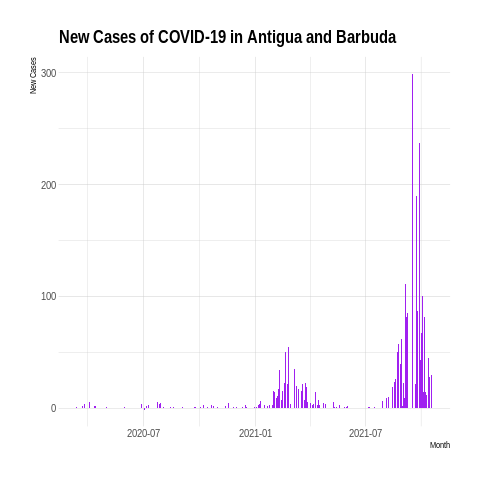 New Cases of COVID-19 in Antigua and Barbuda
New Cases
300
200
100
0
2020-07
2021-01
2021-07
Month